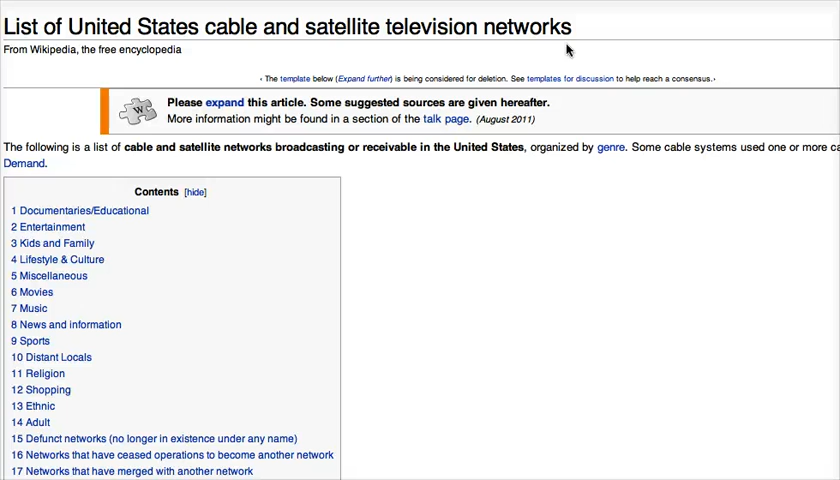 List of United States cable and satellite television networks
From Wikipedia, the free encyclopedia
‹ The template below (Expand further) is being considered for deletion. See templates for discussion to help reach a consensus.›
Please expand this article. Some suggested sources are given hereafter.
More information might be found in a section of the talk page. (August 2011)
The following is a list of cable and satellite networks broadcasting or receivable in the United States, organized by genre. Some cable systems used one or more
Demand.
Contents [hide]
1 Documentaries/Educational
2 Entertainment
3 Kids and Family
4 Lifestyle & Culture
5 Miscellaneous
6 Movies
7 Music
8 News and information
9 Sports
10 Distant Locals
11 Religion
12 Shopping
13 Ethnic
14 Adult
15 Defunct networks (no longer in existence under any name)
16 Networks that have ceased operations to become another network
17 Networks that have merged with another network